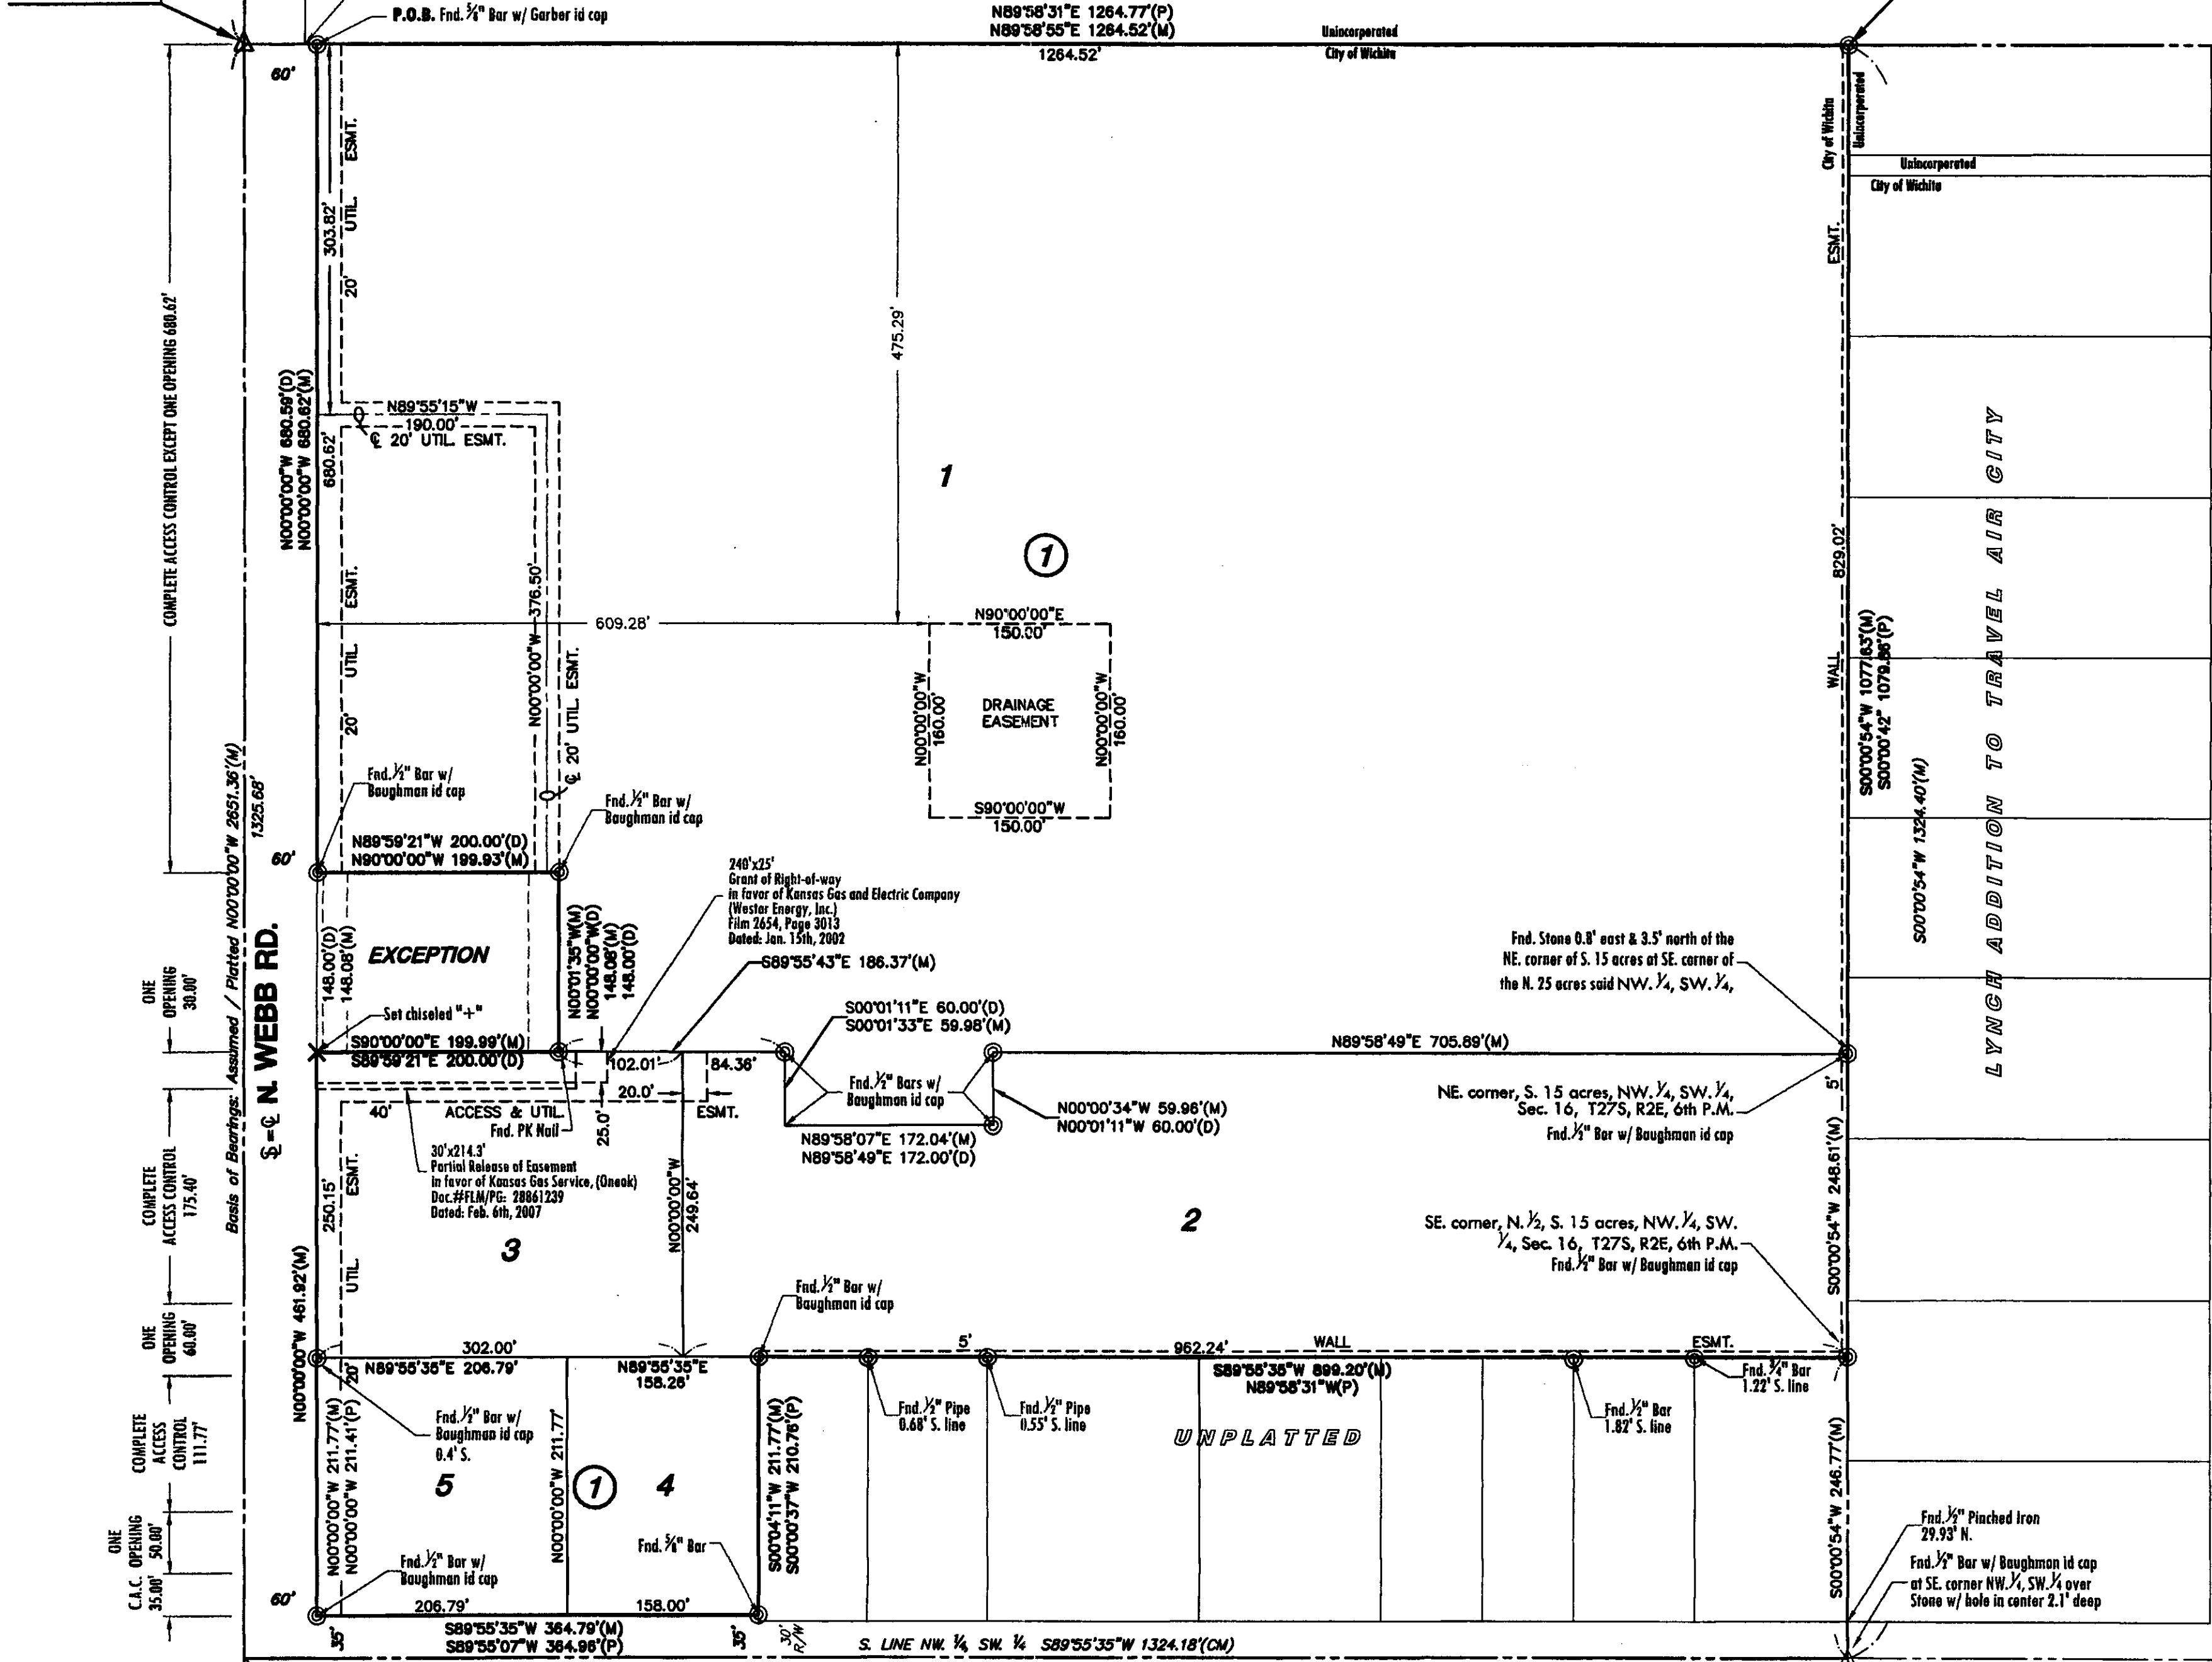 P.O.B. Fnd. ⅝" Bar w/ Garber id cap
N89°58'31"E 1264.77'(P)
N89°58'55"E 1264.52'(M)
1264.52'
Unincorporated
City of Wichita
60'
COMPLETE ACCESS CONTROL EXCEPT ONE OPENING 680.62'
N00°00'00"W 680.59'(D)
N00°00'00"W 680.62'(M)
303.82'
680.62'
20' UTIL. ESMT.
N89°55'15"W
190.00'
℄ 20' UTIL. ESMT.
20' UTIL. ESMT.
N00°00'00"W 376.50'
℄ 20' UTIL. ESMT.
475.29'
609.28'
1
1
N90°00'00"E
150.00'
N00°00'00"W
160.00'
DRAINAGE
EASEMENT
N00°00'00"W
160.00'
S90°00'00"W
150.00'
City of Wichita
Unincorporated
Unincorporated
City of Wichita
ESMT.
829.02'
WALL
S00°00'54"W 1077.63'(M)
S00°00'42" 1079.86'(P)
S00°00'54"W 1324.40'(M)
LYNCH ADDITION TO TRAVEL AIR CITY
Basis of Bearings: Assumed / Platted N00°00'00"W 2651.36'(M)
1325.68'
N. WEBB RD.
Fnd. ½" Bar w/
Baughman id cap
Fnd. ½" Bar w/
Baughman id cap
60'
N89°59'21"W 200.00'(D)
N90°00'00"W 199.93'(M)
EXCEPTION
148.00'(D)
148.08'(M)
N00°01'35"W(M)
N00°00'00"W(D)
148.08'(M)
148.00'(D)
Set chiseled "+"
S90°00'00"E 199.99'(M)
S89°59'21"E 200.00'(D)
240'x25'
Grant of Right-of-way
in favor of Kansas Gas and Electric Company
(Westar Energy, Inc.)
Film 2654, Page 3013
Dated: Jan. 15th, 2002
S89°55'43"E 186.37'(M)
S00°01'11"E 60.00'(D)
S00°01'33"E 59.98'(M)
102.01'
84.36'
20.0'
25.0'
40'
ACCESS & UTIL.
ESMT.
Fnd. PK Nail
Fnd. ½" Bars w/
Baughman id cap
N89°58'07"E 172.04'(M)
N89°58'49"E 172.00'(D)
N00°00'34"W 59.96'(M)
N00°01'11"W 60.00'(D)
N89°58'49"E 705.89'(M)
Fnd. Stone 0.8' east & 3.5' north of the
NE. corner of S. 15 acres at SE. corner of
the N. 25 acres said NW. ¼, SW. ¼,
NE. corner, S. 15 acres, NW. ¼, SW. ¼,
Sec. 16, T27S, R2E, 6th P.M.
Fnd. ½" Bar w/ Baughman id cap
5'
S00°00'54"W 248.61'(M)
SE. corner, N. ½, S. 15 acres, NW. ¼, SW.
¼, Sec. 16, T27S, R2E, 6th P.M.
Fnd. ½" Bar w/ Baughman id cap
ONE
OPENING
30.00'
COMPLETE
ACCESS CONTROL
175.40'
ONE
OPENING
60.00'
COMPLETE
ACCESS
CONTROL
111.77'
ONE
OPENING
50.00'
C.A.C.
35.00'
30'x214.3'
Partial Release of Easement
in favor of Kansas Gas Service, (Oneok)
Doc.#FLM/PG: 28861239
Dated: Feb. 6th, 2007
250.15'
UTIL. ESMT.
20'
N00°00'00"W 461.92'(M)
N00°00'00"W
249.64'
3
2
Fnd. ½" Bar w/
Baughman id cap
302.00'
N89°55'35"E 206.79'
N89°55'35"E
158.26'
5'
962.24'
WALL
ESMT.
S89°55'35"W 899.20'(M)
N89°58'31"W(P)
Fnd. ¾" Bar
1.22' S. line
Fnd. ½" Bar
1.82' S. line
Fnd. ½" Pipe
0.68' S. line
Fnd. ½" Pipe
0.55' S. line
UNPLATTED
Fnd. ½" Bar w/
Baughman id cap
0.4' S.
N00°00'00"W 211.77'(M)
N00°00'00"W 211.41'(P)
5
1
4
N00°00'00"W 211.77'
S00°04'11"W 211.77'(M)
S00°00'37"W 210.76'(P)
Fnd. ⅝" Bar
Fnd. ½" Bar w/
Baughman id cap
60'
206.79'
158.00'
35'
S89°55'35"W 364.79'(M)
S89°55'07"W 364.96'(P)
35'
30'
R/W
S. LINE NW. ¼, SW. ¼ S89°55'35"W 1324.18'(CM)
S00°00'54"W 246.77'(M)
Fnd. ½" Pinched Iron
29.93' N.
Fnd. ½" Bar w/ Baughman id cap
at SE. corner NW. ¼, SW. ¼ over
Stone w/ hole in center 2.1' deep